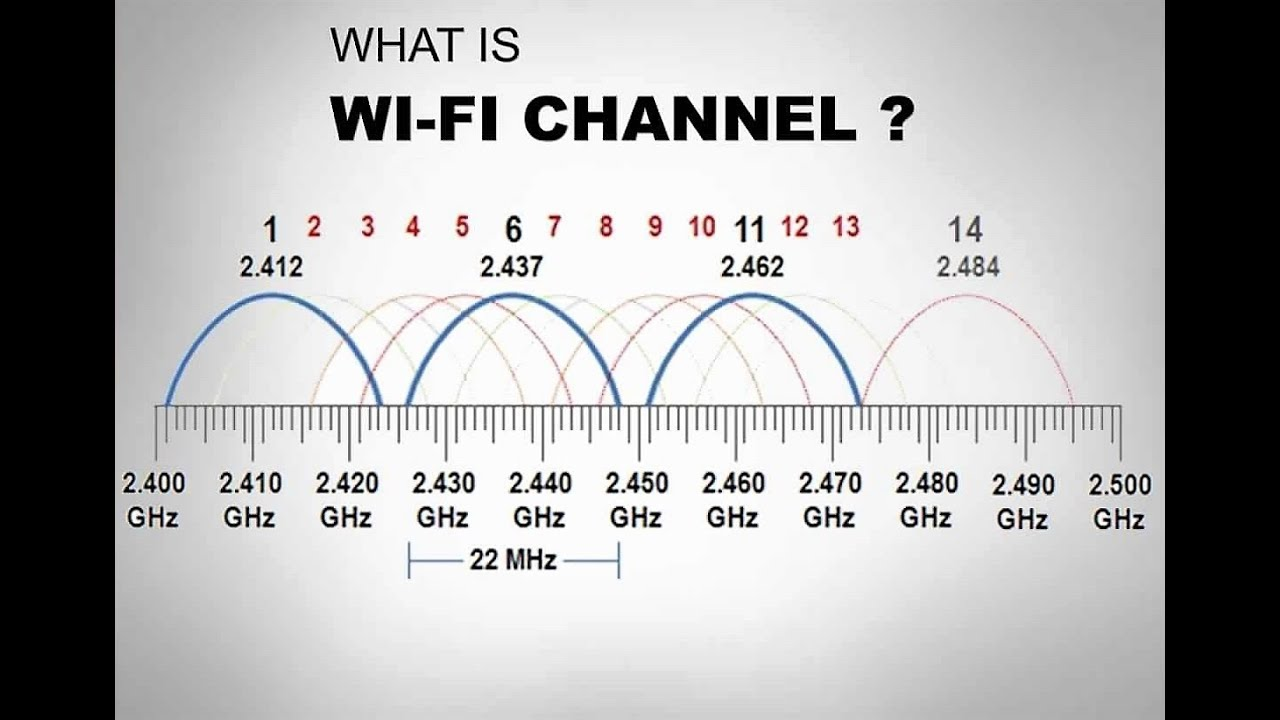 WHAT IS
WI-FI CHANNEL ?
1 2 3 4 5 6 7 8 9 10 11 12 13 14
2.412 2.437 2.462 2.484
2.400 2.410 2.420 2.430 2.440 2.450 2.460 2.470 2.480 2.490 2.500
GHz GHz GHz GHz GHz GHz GHz GHz GHz GHz GHz
22 MHz